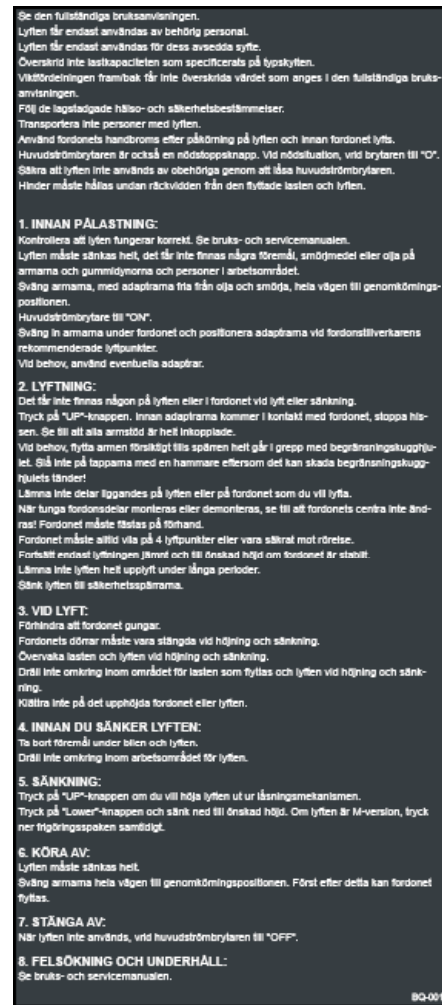 Se den fullständiga bruksanvisningen.
Lyften får endast användas av behörig personal.
Lyften får endast användas för dess avsedda syfte.
Överskrid inte lastkapaciteten som specificerats på typskylten.
Viktfördelningen fram/bak får inte överskrida värdet som anges i den fullständiga bruks-
anvisningen.
Följ de lagstadgade hälso- och säkerhetsbestämmelser.
Transportera inte personer med lyften.
Använd fordonets handbroms efter påkörning på lyften och innan fordonet lyfts.
Huvudströmbrytaren är också en nödstoppsknapp. Vid nödsituation, vrid brytaren till "O".
Säkra att lyften inte används av obehöriga genom att låsa huvudströmbrytaren.
Hinder måste hållas undan räckvidden från den flyttade lasten och lyften.
1. INNAN PÅLASTNING:
Kontrollera att lyten fungerar korrekt. Se bruks- och servicemanualen.
Lyften måste sänkas helt, det får inte finnas några föremål, smörjmedel eller olja på
armarna och gummidynorna och personer i arbetsområdet.
Sväng armarna, med adaptrarna fria från olja och smörja, hela vägen till genomkörnings-
positionen.
Huvudströmbrytare till "ON".
Sväng in armarna under fordonet och positionera adaptrarna vid fordonstillverkarens
rekommenderade lyftpunkter.
Vid behov, använd eventuella adaptrar.
2. LYFTNING:
Det får inte finnas någon på lyften eller i fordonet vid lyft eller sänkning.
Tryck på "UP"-knappen. Innan adaptrarna kommer i kontakt med fordonet, stoppa his-
sen. Se till att alla armstöd är helt inkopplade.
Vid behov, flytta armen försiktigt tills spärren helt går i grepp med begränsningskugghju-
let. Slå inte på tapparna med en hammare eftersom det kan skada begränsningskugg-
hjulets tänder!
Lämna inte delar liggandes på lyften eller på fordonet som du vill lyfta.
När tunga fordonsdelar monteras eller demonteras, se till att fordonets centra inte änd-
ras! Fordonet måste fästas på förhand.
Fordonet måste alltid vila på 4 lyftpunkter eller vara säkrat mot rörelse.
Fortsätt endast lyftningen jämnt och till önskad höjd om fordonet är stabilt.
Lämna inte lyften helt upplyft under långa perioder.
Sänk lyften till säkerhetsspärrarna.
3. VID LYFT:
Förhindra att fordonet gungar.
Fordonets dörrar måste vara stängda vid höjning och sänkning.
Övervaka lasten och lyften vid höjning och sänkning.
Dräll inte omkring inom området för lasten som flyttas och lyften vid höjning och sänk-
ning.
Klättra inte på det upphöjda fordonet eller lyften.
4. INNAN DU SÄNKER LYFTEN:
Ta bort föremål under bilen och lyften.
Dräll inte omkring inom arbetsområdet för lyften.
5. SÄNKNING:
Tryck på "UP"-knappen om du vill höja lyften ut ur låsningsmekanismen.
Tryck på "Lower"-knappen och sänk ned till önskad höjd. Om lyften är M-version, tryck
ner frigöringsspaken samtidigt.
6. KÖRA AV:
Lyften måste sänkas helt.
Sväng armarna hela vägen till genomkörningspositionen. Först efter detta kan fordonet
flyttas.
7. STÄNGA AV:
När lyften inte används, vrid huvudströmbrytaren till "OFF".
8. FELSÖKNING OCH UNDERHÅLL:
Se bruks- och servicemanualen.